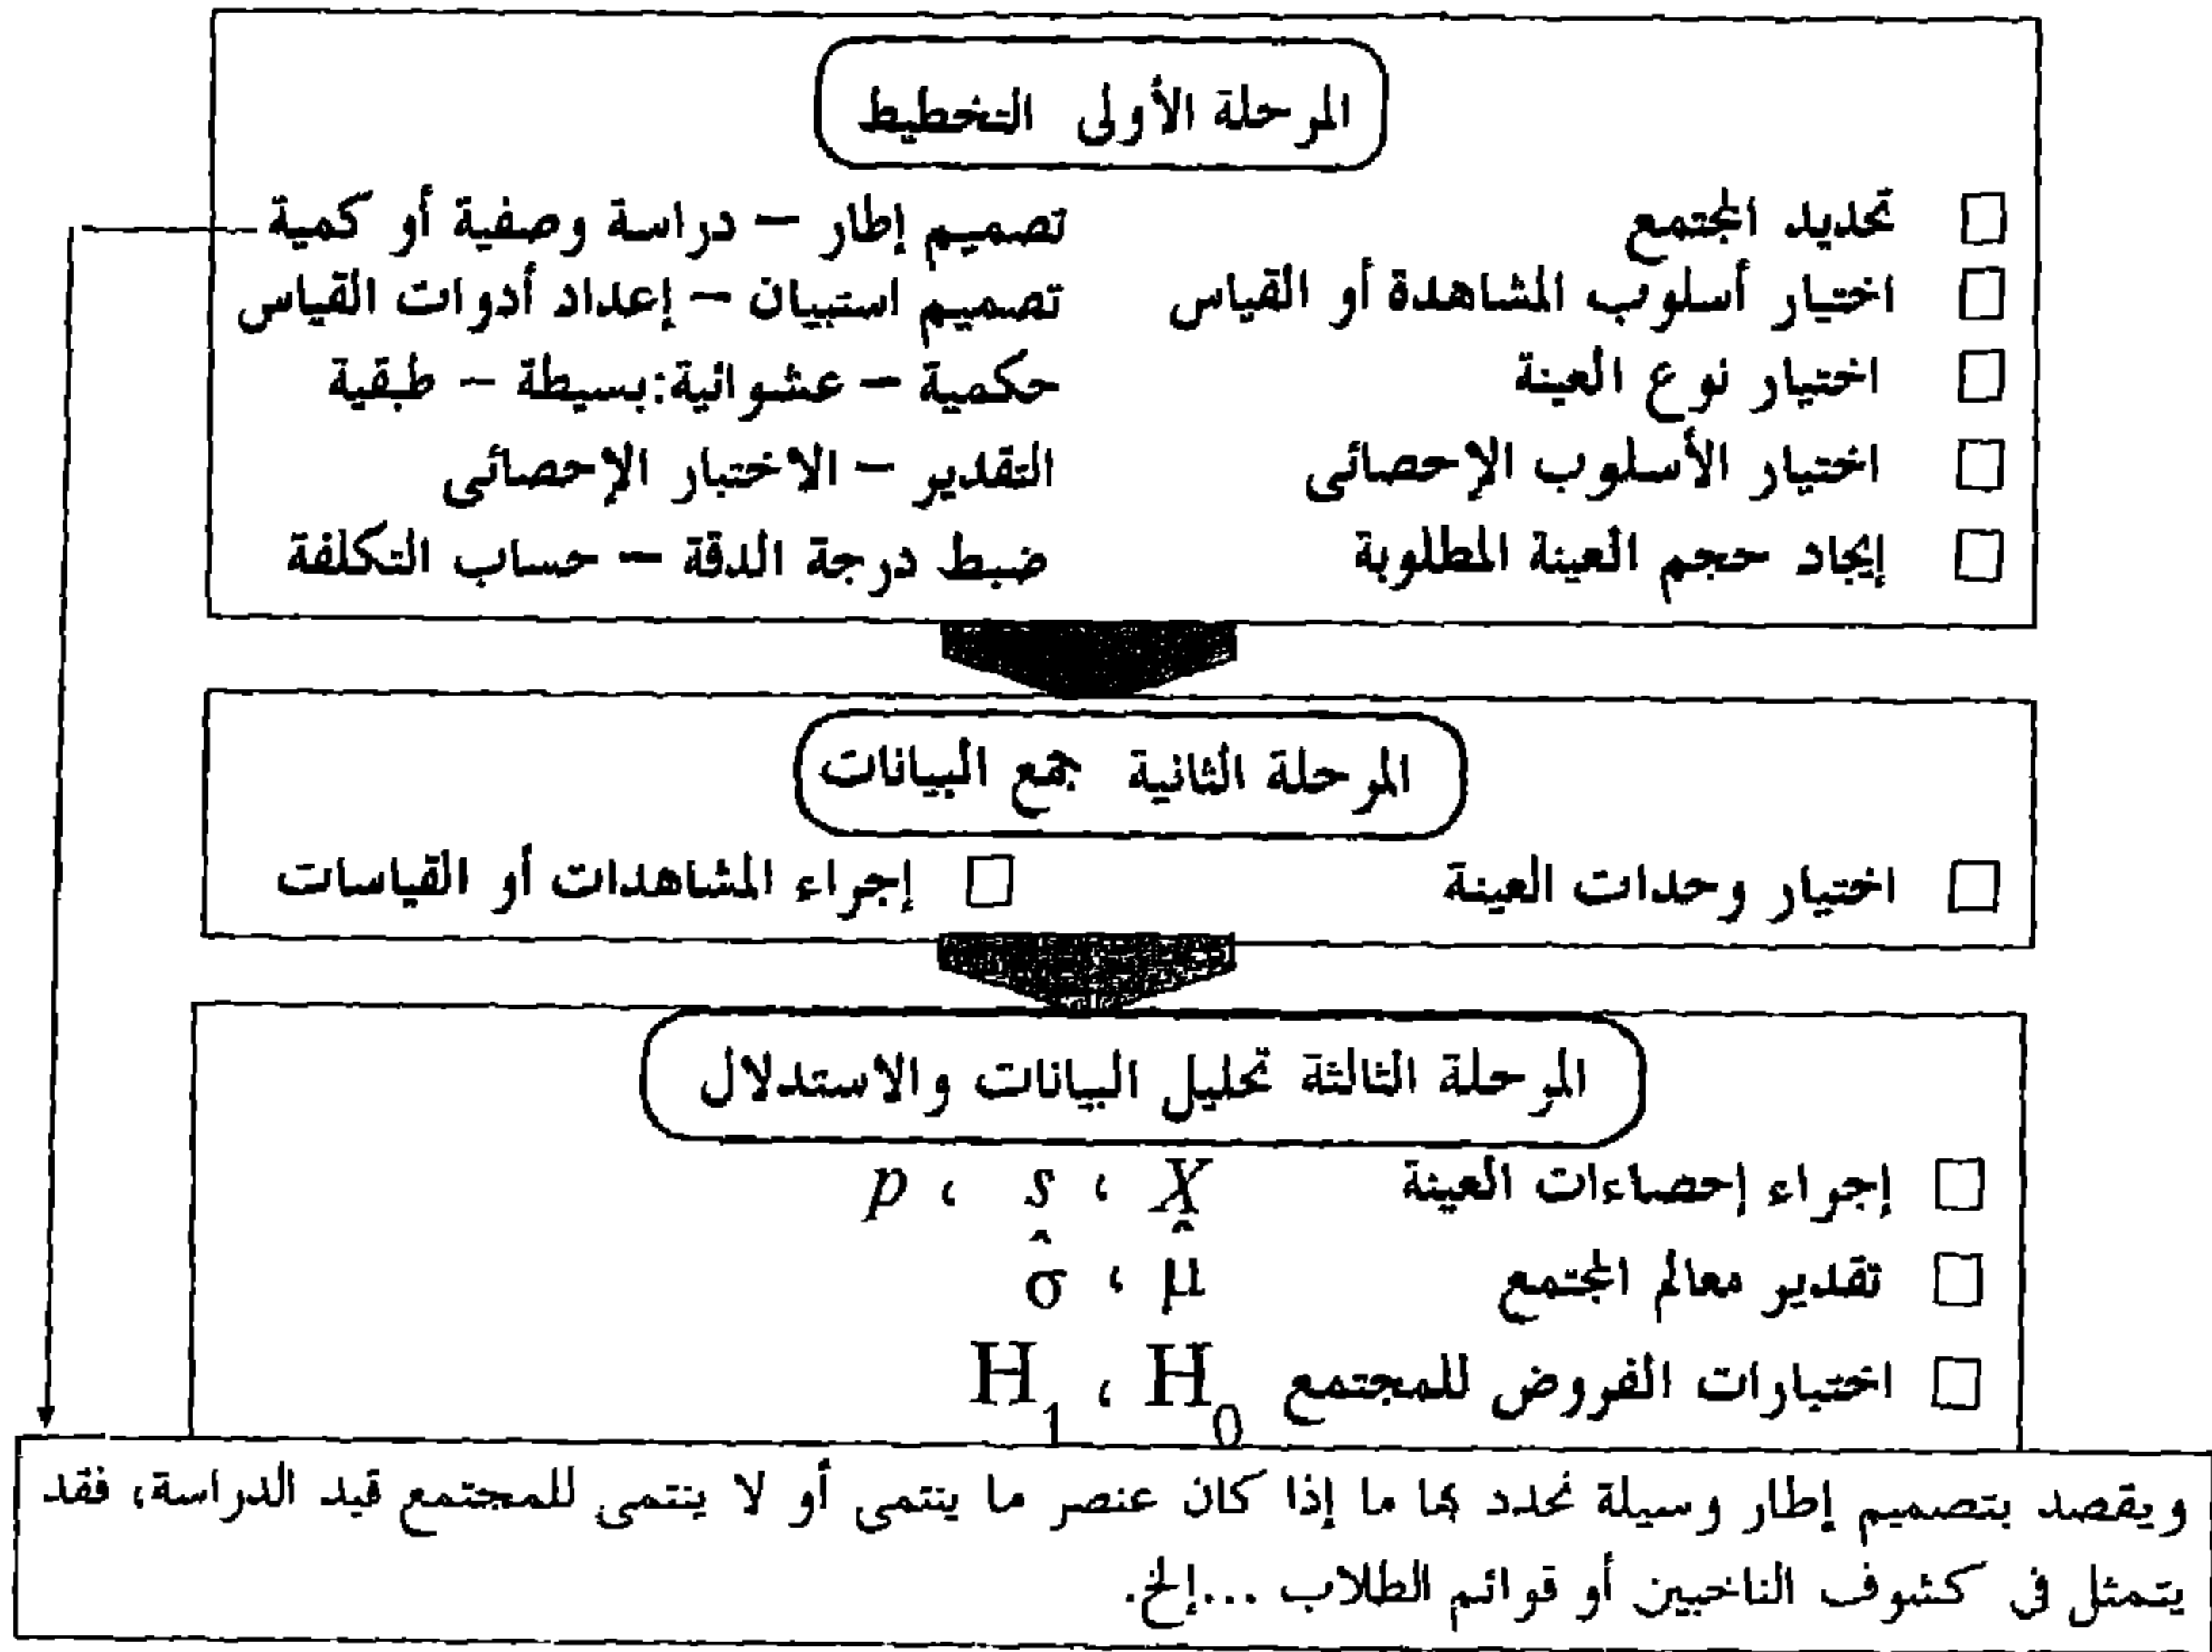 المرحلة الأولى التخطيط
□ تحديد المجتمع تصميم إطار – دراسة وصفية أو كمية
□ اختيار أسلوب المشاهدة أو القياس تصميم استبيان – إعداد أدوات القياس
□ اختيار نوع العينة حكمية – عشوائية: بسيطة – طبقية
□ اختيار الأسلوب الإحصائى التقدير – الاختبار الإحصائى
□ إيجاد حجم العينة المطلوبة ضبط درجة الدقة – حساب التكلفة
المرحلة الثانية جمع البيانات
□ اختيار وحدات العينة □ إجراء المشاهدات أو القياسات
المرحلة الثالثة تحليل البيانات والاستدلال
□ إجراء إحصاءات العينة X ، s ، p
□ تقدير معالم المجتمع μ̂ ، σ̂
□ اختبارات الفروض للمجتمع H₀ ، H₁
ويقصد بتصميم إطار وسيلة نحدد بها ما إذا كان عنصر ما ينتمى أو لا ينتمى للمجتمع قيد الدراسة، فقد
يتمثل فى كشوف الناخبين أو قوائم الطلاب ...إلخ.